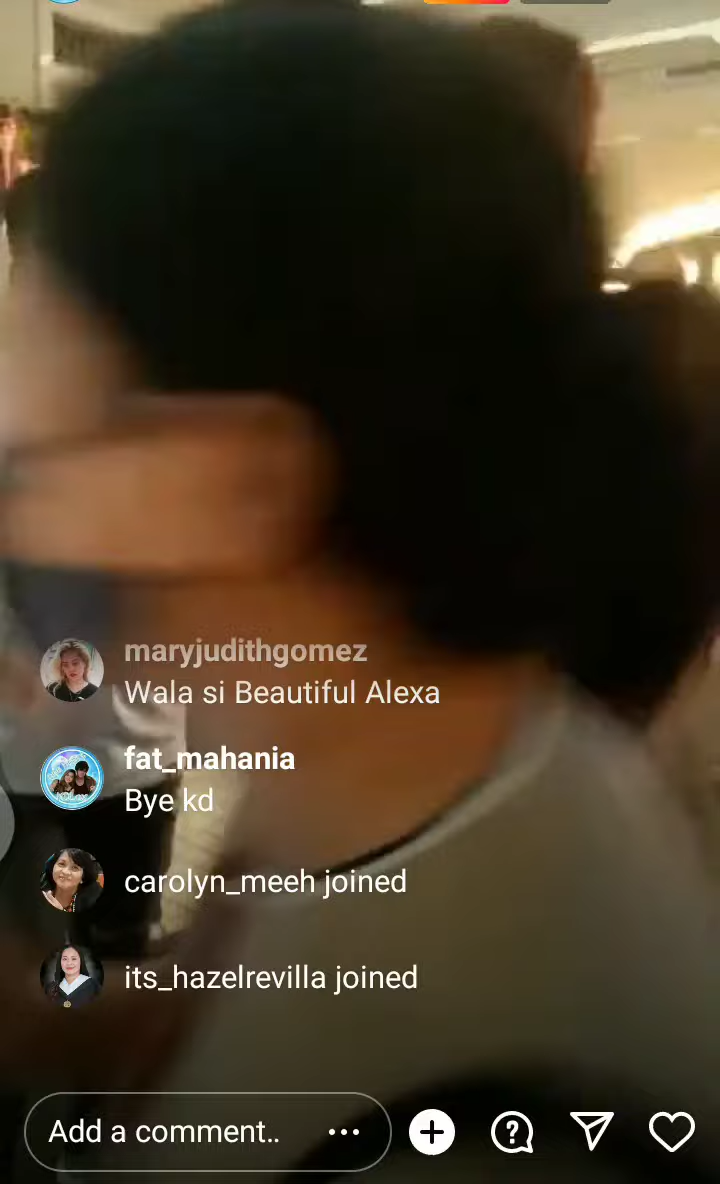 maryjudithgomez
Wala si Beautiful Alexa
fat_mahania
Bye kd
carolyn_meeh joined
its_hazelrevilla joined
Add a comment..